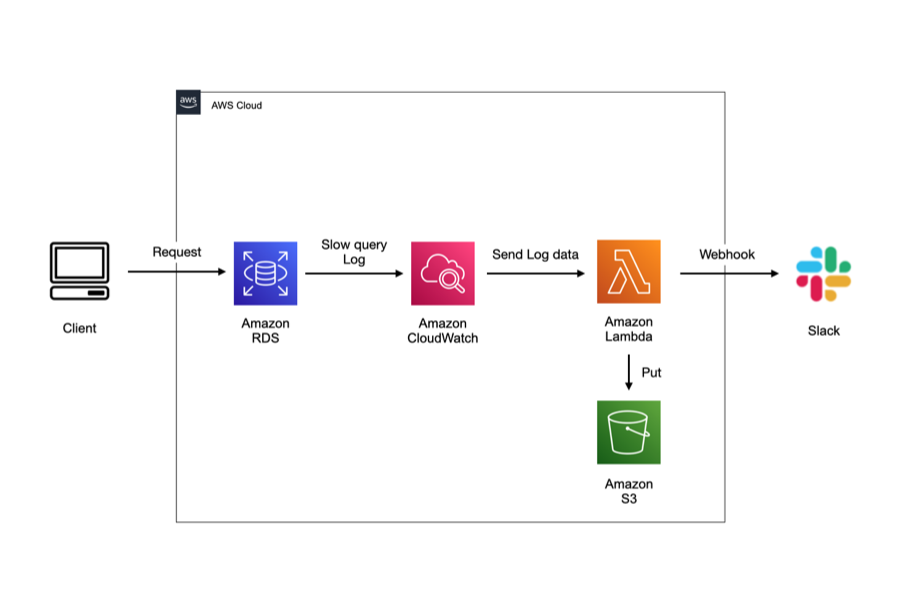 aws
AWS Cloud
Request
Slow query
Log
Send Log data
Webhook
Client
Amazon
RDS
Amazon
CloudWatch
Amazon
Lambda
Slack
Put
Amazon
S3